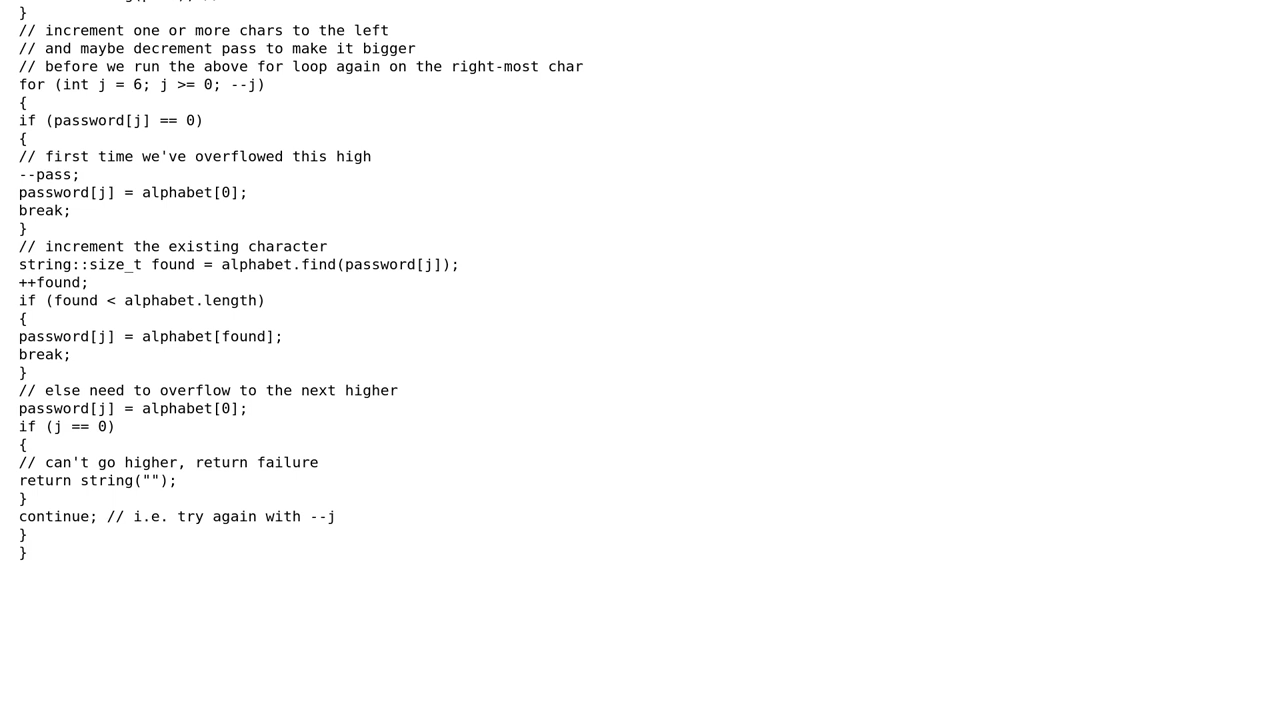 }
// increment one or more chars to the left
// and maybe decrement pass to make it bigger
// before we run the above for loop again on the right-most char
for (int j = 6; j >= 0; --j)
{
if (password[j] == 0)
{
// first time we've overflowed this high
--pass;
password[j] = alphabet[0];
break;
}
// increment the existing character
string::size_t found = alphabet.find(password[j]);
++found;
if (found < alphabet.length)
{
password[j] = alphabet[found];
break;
}
// else need to overflow to the next higher
password[j] = alphabet[0];
if (j == 0)
{
// can't go higher, return failure
return string("");
}
continue; // i.e. try again with --j
}
}